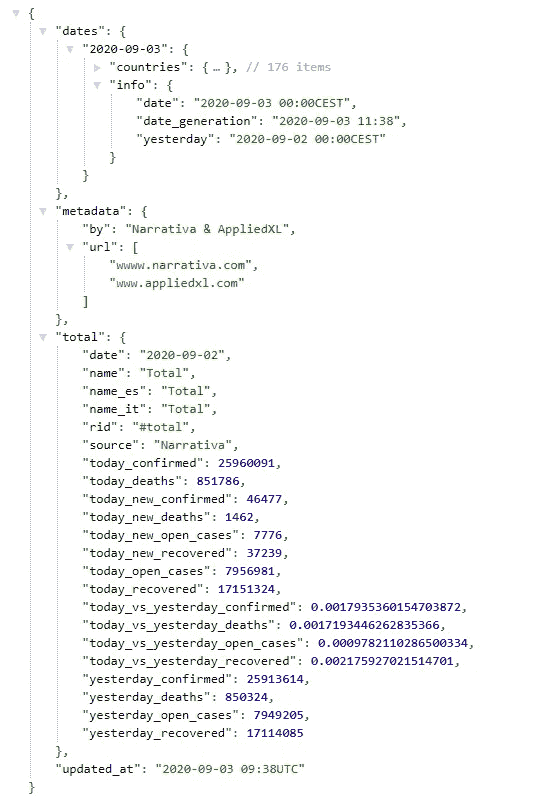 {
"dates": {
"2020-09-03": {
"countries": { … }, // 176 items
"info": {
"date": "2020-09-03 00:00CEST",
"date_generation": "2020-09-03 11:38",
"yesterday": "2020-09-02 00:00CEST"
}
}
},
"metadata": {
"by": "Narrativa & AppliedXL",
"url": [
"wwww.narrativa.com",
"www.appliedxl.com"
]
},
"total": {
"date": "2020-09-02",
"name": "Total",
"name_es": "Total",
"name_it": "Total",
"rid": "#total",
"source": "Narrativa",
"today_confirmed": 25960091,
"today_deaths": 851786,
"today_new_confirmed": 46477,
"today_new_deaths": 1462,
"today_new_open_cases": 7776,
"today_new_recovered": 37239,
"today_open_cases": 7956981,
"today_recovered": 17151324,
"today_vs_yesterday_confirmed": 0.0017935360154703872,
"today_vs_yesterday_deaths": 0.0017193446262835366,
"today_vs_yesterday_open_cases": 0.0009782110286500334,
"today_vs_yesterday_recovered": 0.002175927021514701,
"yesterday_confirmed": 25913614,
"yesterday_deaths": 850324,
"yesterday_open_cases": 7949205,
"yesterday_recovered": 17114085
},
"updated_at": "2020-09-03 09:38UTC"
}